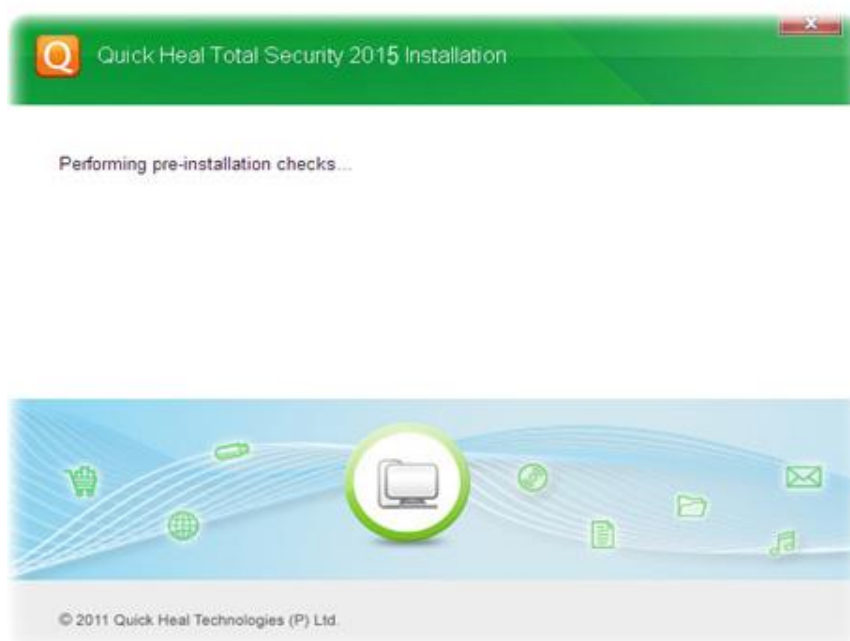 Q Quick Heal Total Security 2015 Installation
Performing pre-installation checks...
© 2011 Quick Heal Technologies (P) Ltd.